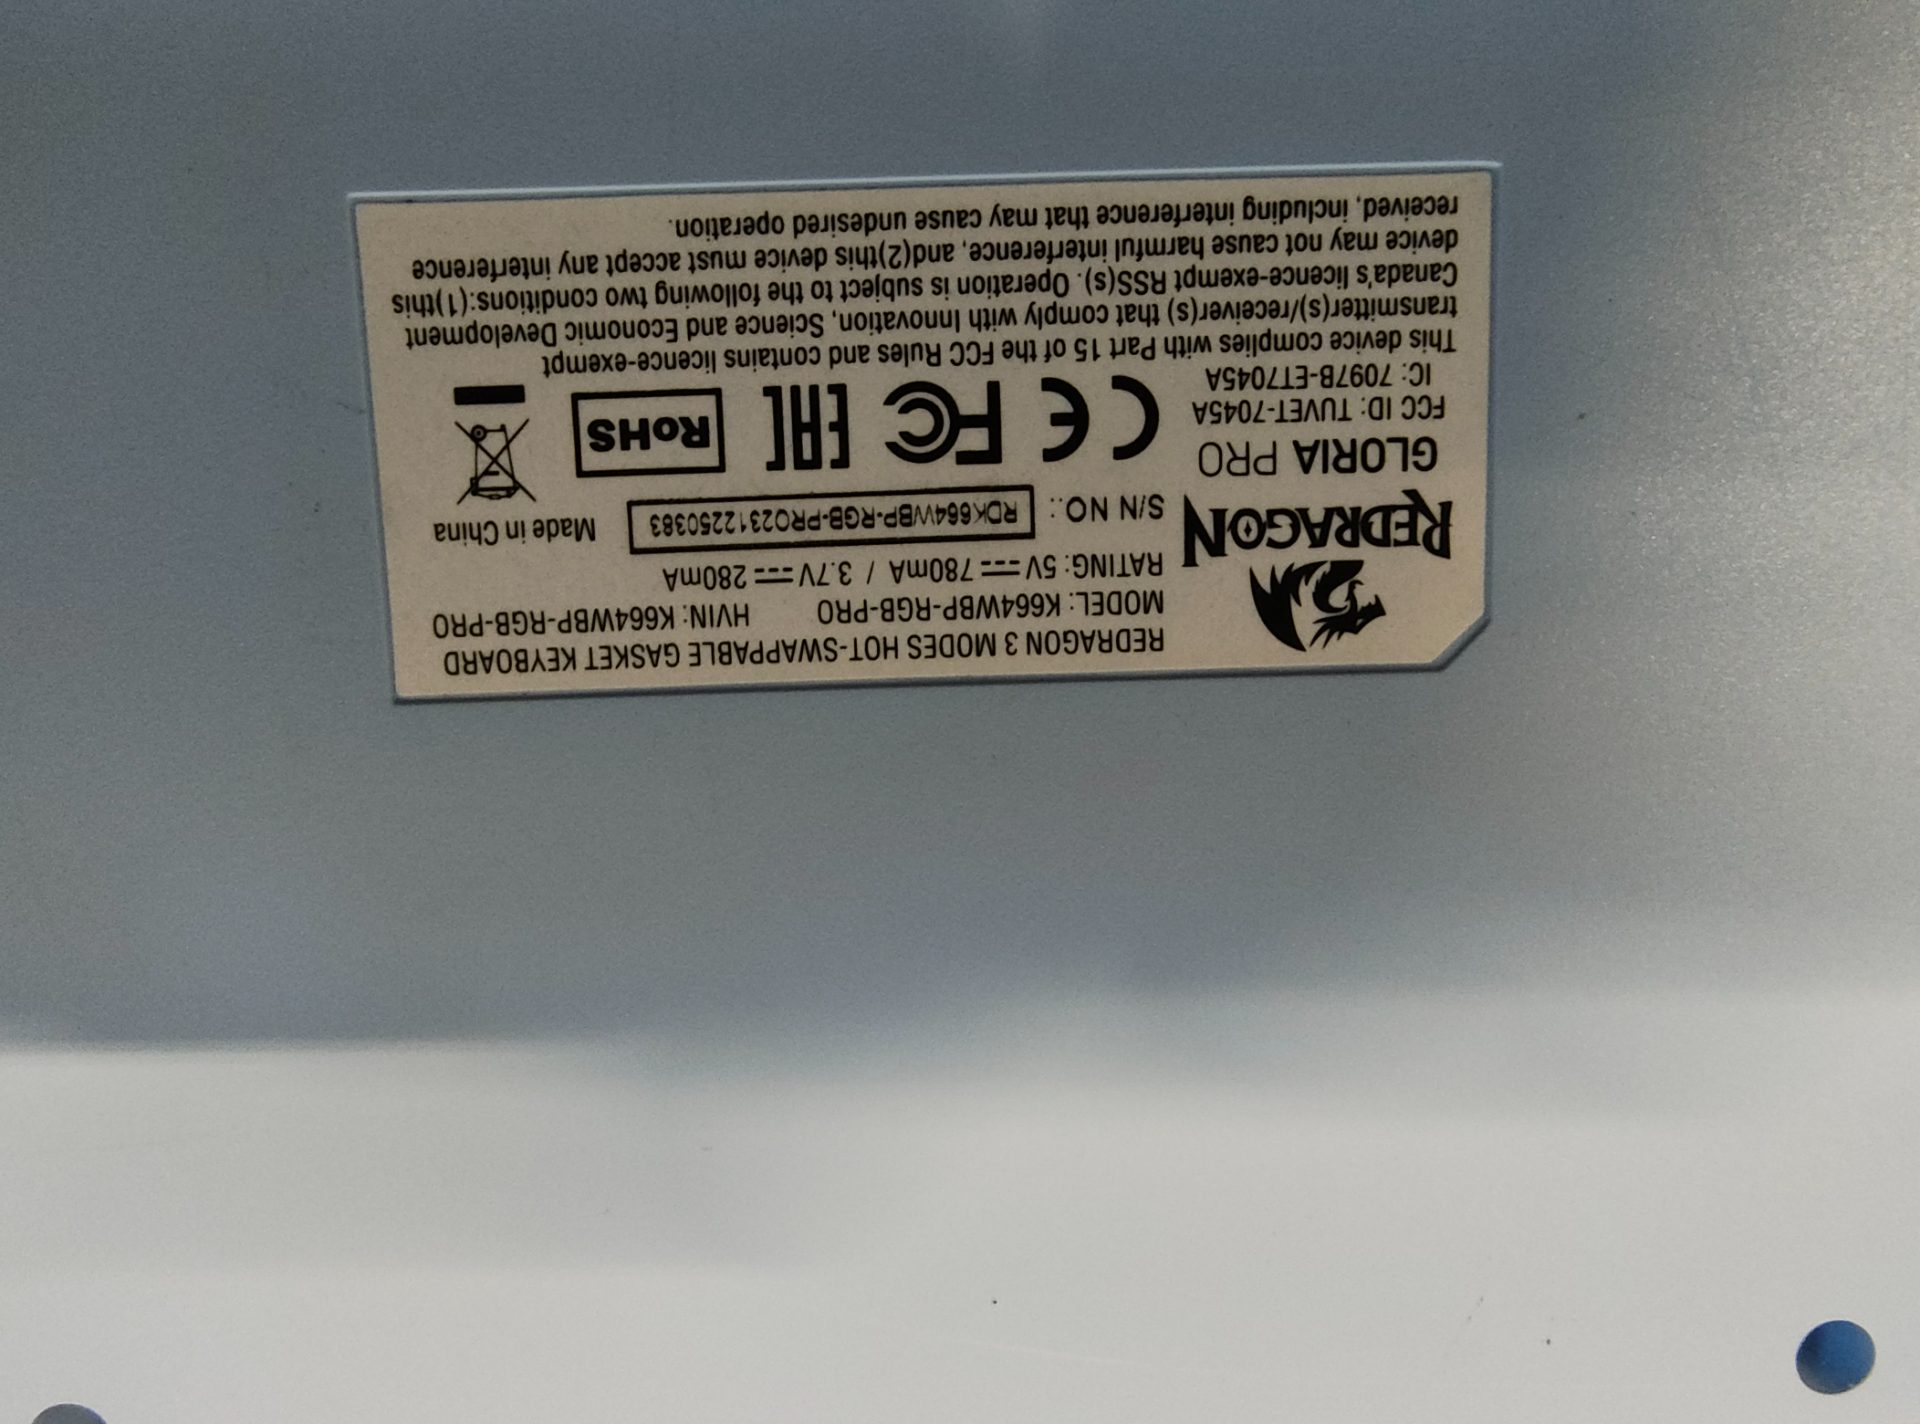 REDRAGON 3 MODES HOT-SWAPPABLE GASKET KEYBOARD
MODEL: K664WBP-RGB-PRO HVIN: K664WBP-RGB-PRO
RATING: 5V⎓780mA / 3.7V⎓280mA
REDRAGON
S/N NO.: RDK664WBP-RGB-PRO2312250383
Made in China
GLORIA PRO
FCC ID: TUVET-7045A
IC: 7097B-ET7045A
CE FC EAC RoHS
This device complies with Part 15 of the FCC Rules and contains licence-exempt
transmitter(s)/receiver(s) that comply with Innovation, Science and Economic Development
Canada's licence-exempt RSS(s). Operation is subject to the following two conditions:(1)this
device may not cause harmful interference, and(2)this device must accept any interference
received, including interference that may cause undesired operation.